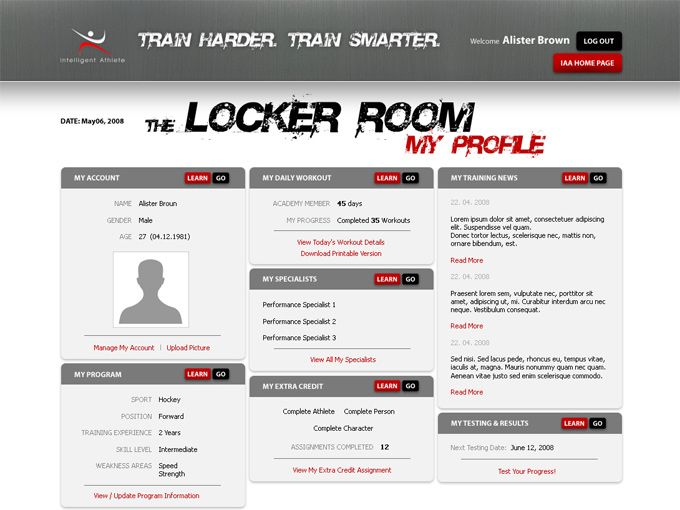 Intelligent Athlete
TRAIN HARDER. TRAIN SMARTER.
Welcome Alister Brown
LOG OUT
IAA HOME PAGE
DATE: May06, 2008
THE LOCKER ROOM
MY PROFILE
MY ACCOUNT LEARN GO
NAME Alister Broun
GENDER Male
AGE 27 (04.12.1981)
Manage My Account | Upload Picture
MY PROGRAM LEARN GO
SPORT Hockey
POSITION Forward
TRAINING EXPERIENCE 2 Years
SKILL LEVEL Intermediate
WEAKNESS AREAS Speed
Strength
View / Update Program Information
MY DAILY WORKOUT LEARN GO
ACADEMY MEMBER 45 days
MY PROGRESS Completed 35 Workouts
View Today's Workout Details
Download Printable Version
MY SPECIALISTS LEARN GO
Performance Specialist 1
Performance Specialist 2
Performance Specialist 3
View All My Specialists
MY EXTRA CREDIT LEARN GO
Complete Athlete Complete Person
Complete Character
ASSIGNMENTS COMPLETED 12
View My Extra Credit Assignment
MY TRAINING NEWS LEARN GO
22. 04. 2008
Lorem ipsum dolor sit amet, consectetuer adipiscing
elit. Suspendisse vel quam.
Donec tortor lectus, scelerisque nec, mattis non,
ornare bibendum, est.
Read More
22. 04. 2008
Praesent lorem sem, vulputate nec, porttitor sit
amet, adipiscing ut, mi. Curabitur interdum arcu nec
neque. Vestibulum consequat.
Read More
22. 04. 2008
Sed nisi. Sed lacus pede, rhoncus eu, tempus vitae,
iaculis at, magna. Mauris nonummy quam nec quam.
Aenean vitae justo sed enim scelerisque commodo.
Read More
MY TESTING & RESULTS LEARN GO
Next Testing Date: June 12, 2008
Test Your Progress!